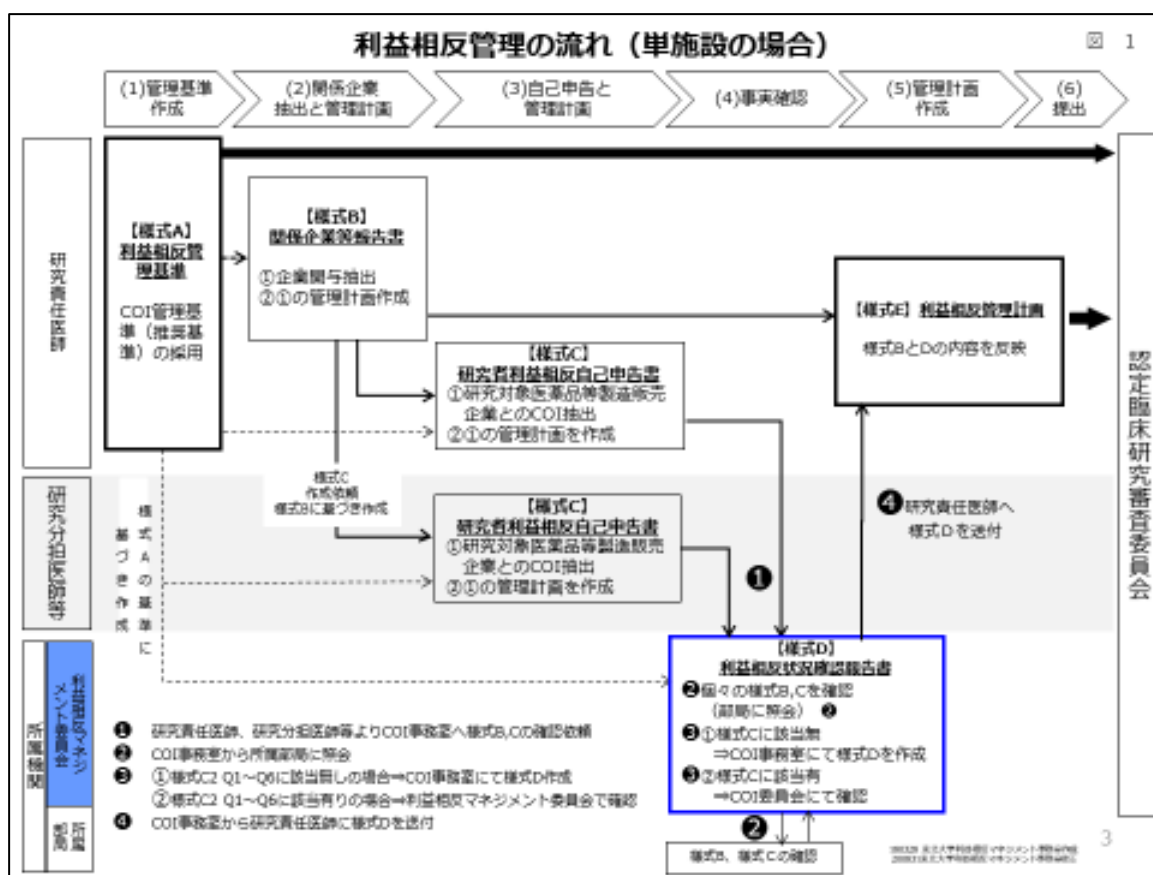 利益相反管理の流れ（単施設の場合）
図 1
(1)管理基準
作成
(2)関係企業
抽出と管理計画
(3)自己申告と
管理計画
(4)事実確認
(5)管理計画
作成
(6)
提出
研究責任医師
【様式A】
利益相反管
理基準
COI管理基
準（推奨基
準）の採用
【様式B】
関係企業等報告書
①企業関与抽出
②①の管理計画作成
【様式C】
研究者利益相反自己申告書
①研究対象医薬品等製造販売
企業とのCOI抽出
②①の管理計画を作成
【様式E】利益相反管理計画
様式BとDの内容を反映
認定臨床研究審査委員会
研究分担医師等
様式Aの基準に
基づき作成
様式C
作成依頼
様式Bに基づき作成
【様式C】
研究者利益相反自己申告書
①研究対象医薬品等製造販売
企業とのCOI抽出
②①の管理計画を作成
❶
❹研究責任医師へ
様式Dを送付
所属機関
利益相反マネジ
メント委員会
所属
部局
【様式D】
利益相反状況確認報告書
❷個々の様式B,Cを確認
（部局に照会） ❷
❸①様式Cに該当無
⇒COI事務室にて様式Dを作成
❸②様式Cに該当有
⇒COI委員会にて確認
❶ 研究責任医師、研究分担医師等よりCOI事務室へ様式B,Cの確認依頼
❷ COI事務室から所属部局に照会
❸ ①様式C2 Q1～Q6に該当無しの場合⇒COI事務室にて様式D作成
②様式C2 Q1～Q6に該当有りの場合⇒利益相反マネジメント委員会で確認
❹ COI事務室から研究責任医師に様式Dを送付
❷
様式B、様式Cの確認
3